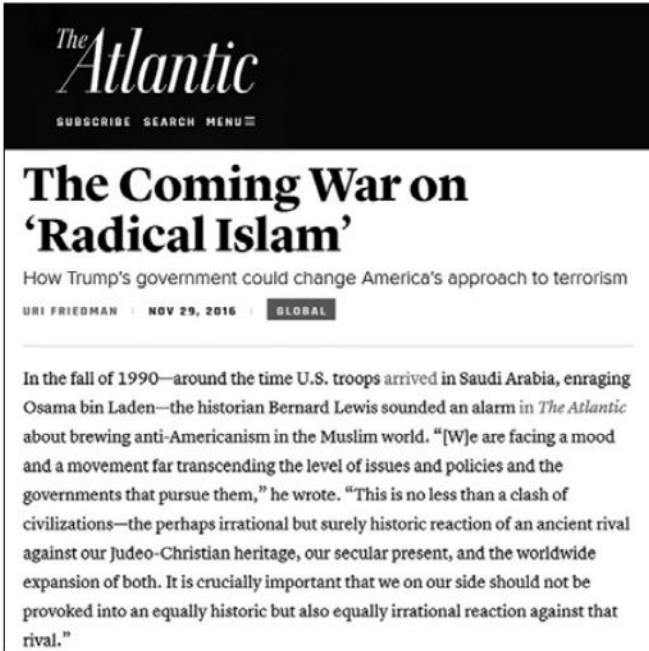 The Atlantic
SUBSCRIBE SEARCH MENU
The Coming War on
‘Radical Islam’
How Trump's government could change America's approach to terrorism
URI FRIEDMAN | NOV 29, 2016 | GLOBAL
In the fall of 1990—around the time U.S. troops arrived in Saudi Arabia, enraging
Osama bin Laden—the historian Bernard Lewis sounded an alarm in The Atlantic
about brewing anti-Americanism in the Muslim world. “[W]e are facing a mood
and a movement far transcending the level of issues and policies and the
governments that pursue them,” he wrote. “This is no less than a clash of
civilizations—the perhaps irrational but surely historic reaction of an ancient rival
against our Judeo-Christian heritage, our secular present, and the worldwide
expansion of both. It is crucially important that we on our side should not be
provoked into an equally historic but also equally irrational reaction against that
rival.”